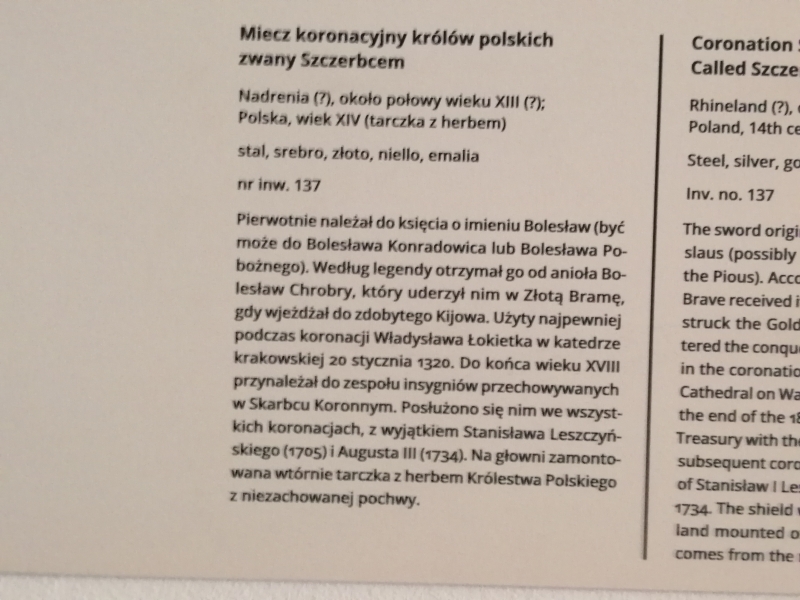 Miecz koronacyjny królów polskich
zwany Szczerbcem
Nadrenia (?), około połowy wieku XIII (?);
Polska, wiek XIV (tarczka z herbem)
stal, srebro, złoto, niello, emalia
nr inw. 137
Pierwotnie należał do księcia o imieniu Bolesław (być
może do Bolesława Konradowica lub Bolesława Po-
bożnego). Według legendy otrzymał go od anioła Bo-
lesław Chrobry, który uderzył nim w Złotą Bramę,
gdy wjeżdżał do zdobytego Kijowa. Użyty najpewniej
podczas koronacji Władysława Łokietka w katedrze
krakowskiej 20 stycznia 1320. Do końca wieku XVIII
przynależał do zespołu insygniów przechowywanych
w Skarbcu Koronnym. Posłużono się nim we wszyst-
kich koronacjach, z wyjątkiem Stanisława Leszczyń-
skiego (1705) i Augusta III (1734). Na głowni zamonto-
wana wtórnie tarczka z herbem Królestwa Polskiego
z niezachowanej pochwy.
Coronation
Called Szcze
Rhineland (?),
Poland, 14th ce
Steel, silver, go
Inv. no. 137
The sword origi
slaus (possibly
the Pious). Acco
Brave received i
struck the Gold
tered the conqu
in the coronatio
Cathedral on Wa
the end of the 18
Treasury with the
subsequent coro
of Stanisław I Les
1734. The shield
land mounted o
comes from the